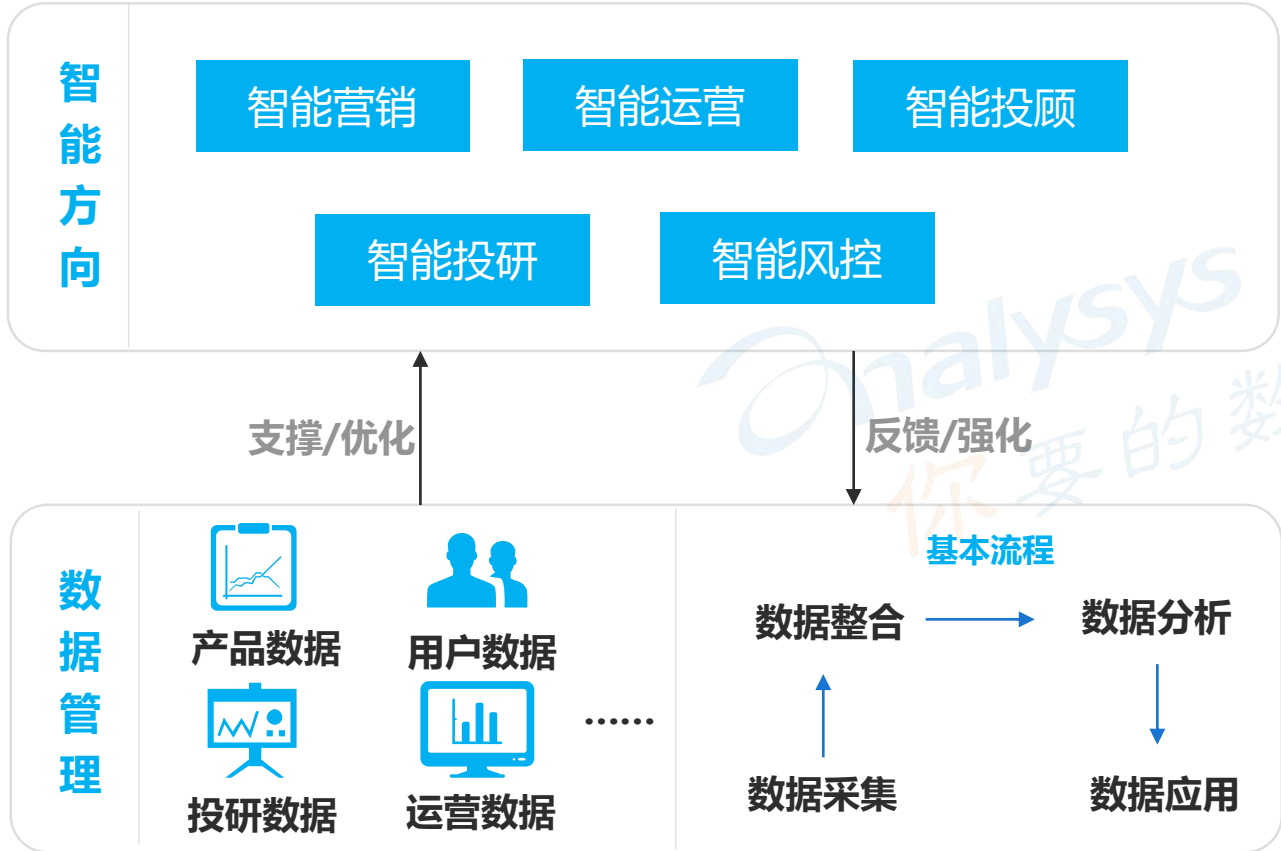 智能方向
智能营销
智能运营
智能投顾
智能投研
智能风控
支撑/优化
反馈/强化
数据管理
产品数据
用户数据
投研数据
运营数据
……
基本流程
数据整合
数据分析
数据采集
数据应用
analysys
你要的数